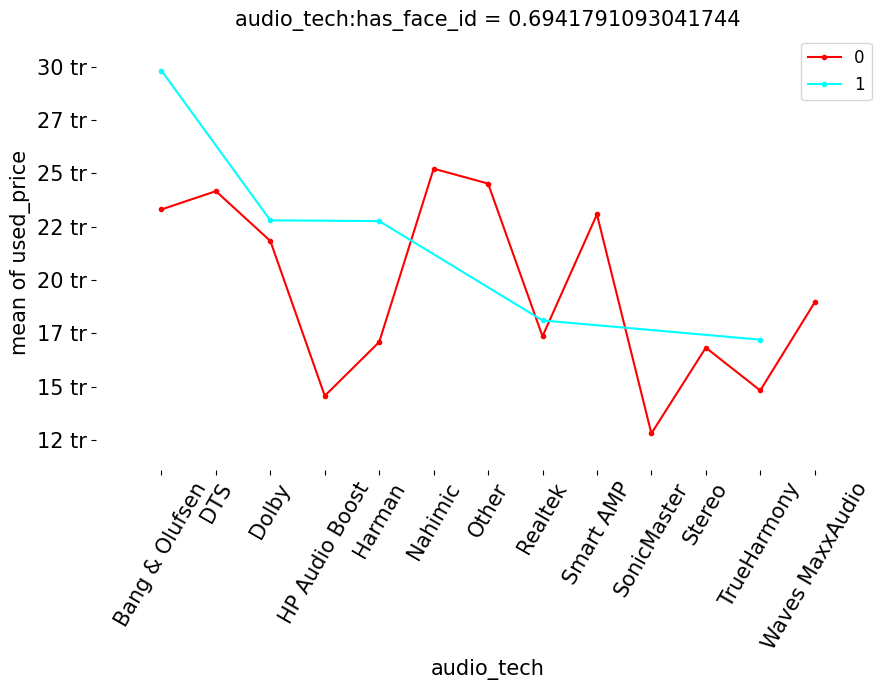 audio_tech:has_face_id = 0.6941791093041744
0
1
mean of used_price
30 tr
27 tr
25 tr
22 tr
20 tr
17 tr
15 tr
12 tr
Bang & Olufsen
DTS
Dolby
HP Audio Boost
Harman
Nahimic
Other
Realtek
Smart AMP
SonicMaster
Stereo
TrueHarmony
Waves MaxxAudio
audio_tech